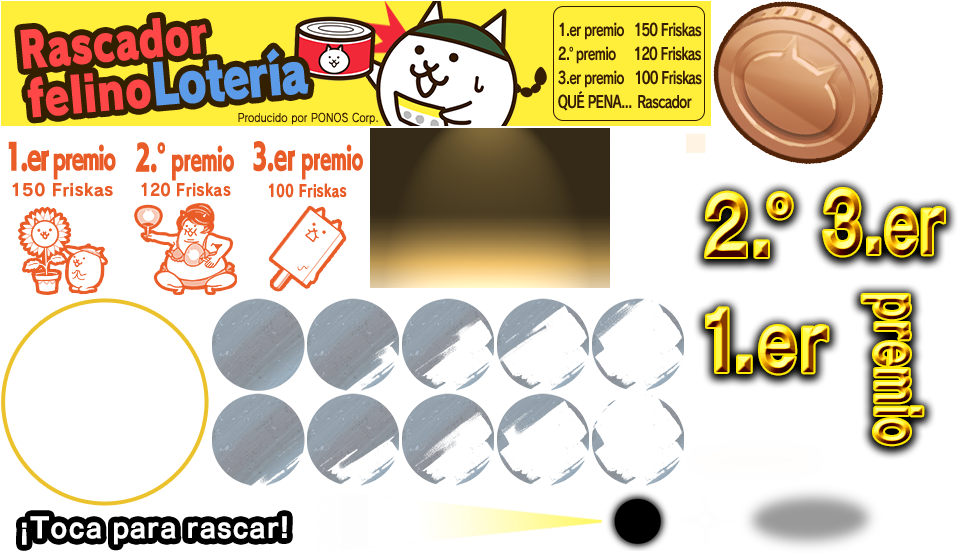 Rascador
felino Lotería
Producido por PONOS Corp.
1.er premio 150 Friskas
2.° premio 120 Friskas
3.er premio 100 Friskas
QUÉ PENA... Rascador
1.er premio
150 Friskas
2.° premio
120 Friskas
3.er premio
100 Friskas
2.°
3.er
1.er
premio
¡Toca para rascar!